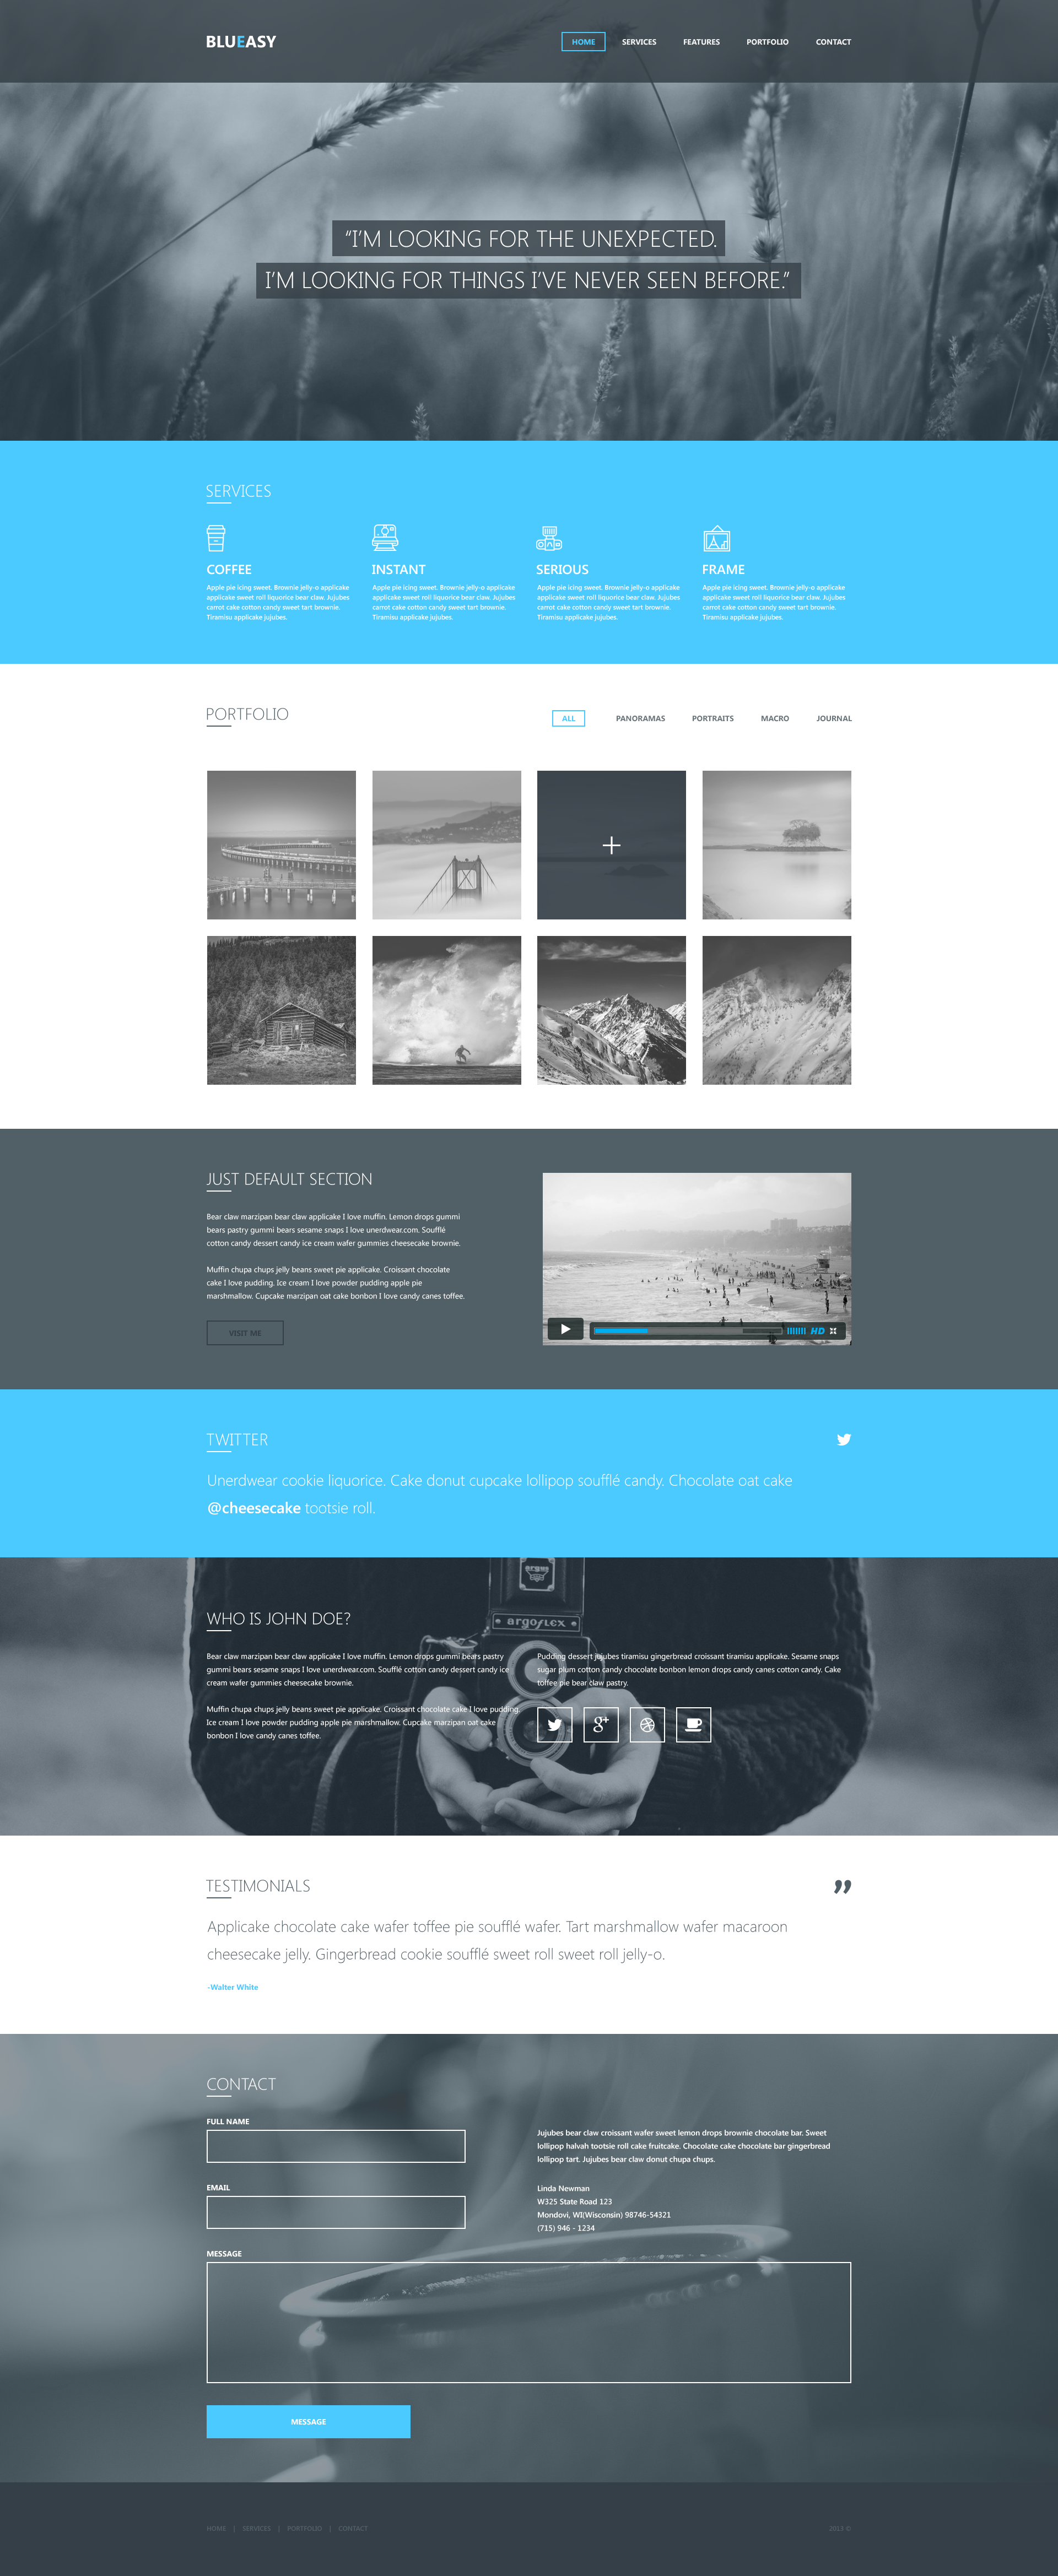 BLUEASY
HOME SERVICES FEATURES PORTFOLIO CONTACT
“I’M LOOKING FOR THE UNEXPECTED.
I’M LOOKING FOR THINGS I’VE NEVER SEEN BEFORE.”
SERVICES
COFFEE
Apple pie icing sweet. Brownie jelly-o applicake
applicake sweet roll liquorice bear claw. Jujubes
carrot cake cotton candy sweet tart brownie.
Tiramisu applicake jujubes.
INSTANT
Apple pie icing sweet. Brownie jelly-o applicake
applicake sweet roll liquorice bear claw. Jujubes
carrot cake cotton candy sweet tart brownie.
Tiramisu applicake jujubes.
SERIOUS
Apple pie icing sweet. Brownie jelly-o applicake
applicake sweet roll liquorice bear claw. Jujubes
carrot cake cotton candy sweet tart brownie.
Tiramisu applicake jujubes.
FRAME
Apple pie icing sweet. Brownie jelly-o applicake
applicake sweet roll liquorice bear claw. Jujubes
carrot cake cotton candy sweet tart brownie.
Tiramisu applicake jujubes.
PORTFOLIO
ALL PANORAMAS PORTRAITS MACRO JOURNAL
JUST DEFAULT SECTION
Bear claw marzipan bear claw applicake I love muffin. Lemon drops gummi
bears pastry gummi bears sesame snaps I love unerdwear.com. Soufflé
cotton candy dessert candy ice cream wafer gummies cheesecake brownie.
Muffin chupa chups jelly beans sweet pie applicake. Croissant chocolate
cake I love pudding. Ice cream I love powder pudding apple pie
marshmallow. Cupcake marzipan oat cake bonbon I love candy canes toffee.
VISIT ME
HD
TWITTER
Unerdwear cookie liquorice. Cake donut cupcake lollipop soufflé candy. Chocolate oat cake
@cheesecake tootsie roll.
argus
argoflex
WHO IS JOHN DOE?
Bear claw marzipan bear claw applicake I love muffin. Lemon drops gummi bears pastry
gummi bears sesame snaps I love unerdwear.com. Soufflé cotton candy dessert candy ice
cream wafer gummies cheesecake brownie.
Muffin chupa chups jelly beans sweet pie applicake. Croissant chocolate cake I love pudding.
Ice cream I love powder pudding apple pie marshmallow. Cupcake marzipan oat cake
bonbon I love candy canes toffee.
Pudding dessert jujubes tiramisu gingerbread croissant tiramisu applicake. Sesame snaps
sugar plum cotton candy chocolate bonbon lemon drops candy canes cotton candy. Cake
toffee pie bear claw pastry.
g+
TESTIMONIALS
”
Applicake chocolate cake wafer toffee pie soufflé wafer. Tart marshmallow wafer macaroon
cheesecake jelly. Gingerbread cookie soufflé sweet roll sweet roll jelly-o.
-Walter White
CONTACT
FULL NAME
EMAIL
Jujubes bear claw croissant wafer sweet lemon drops brownie chocolate bar. Sweet
lollipop halvah tootsie roll cake fruitcake. Chocolate cake chocolate bar gingerbread
lollipop tart. Jujubes bear claw donut chupa chups.
Linda Newman
W325 State Road 123
Mondovi, WI(Wisconsin) 98746-54321
(715) 946 - 1234
MESSAGE
MESSAGE
HOME | SERVICES | PORTFOLIO | CONTACT
2013 ©